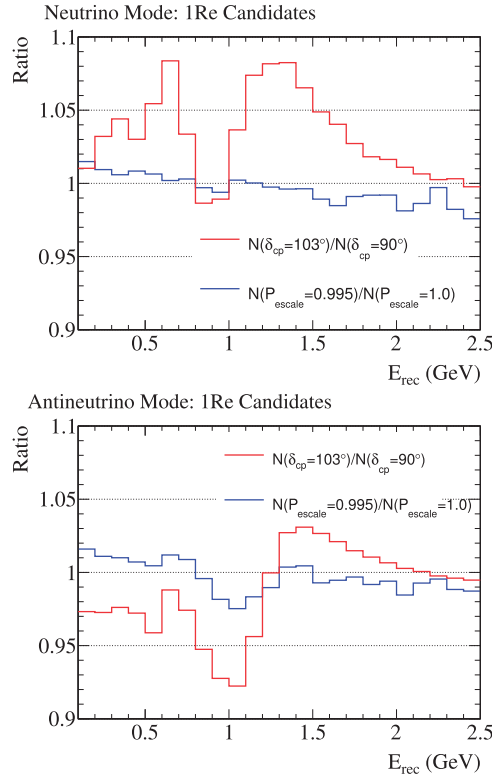 Neutrino Mode: 1Re Candidates
Ratio
1.1
1.05
1
0.95
0.9
N(δcp=103°)/N(δcp=90°)
N(Pescale=0.995)/N(Pescale=1.0)
0.5 1 1.5 2 2.5
Erec (GeV)
Antineutrino Mode: 1Re Candidates
Ratio
1.1
1.05
1
0.95
0.9
N(δcp=103°)/N(δcp=90°)
N(Pescale=0.995)/N(Pescale=1.0)
0.5 1 1.5 2 2.5
Erec (GeV)